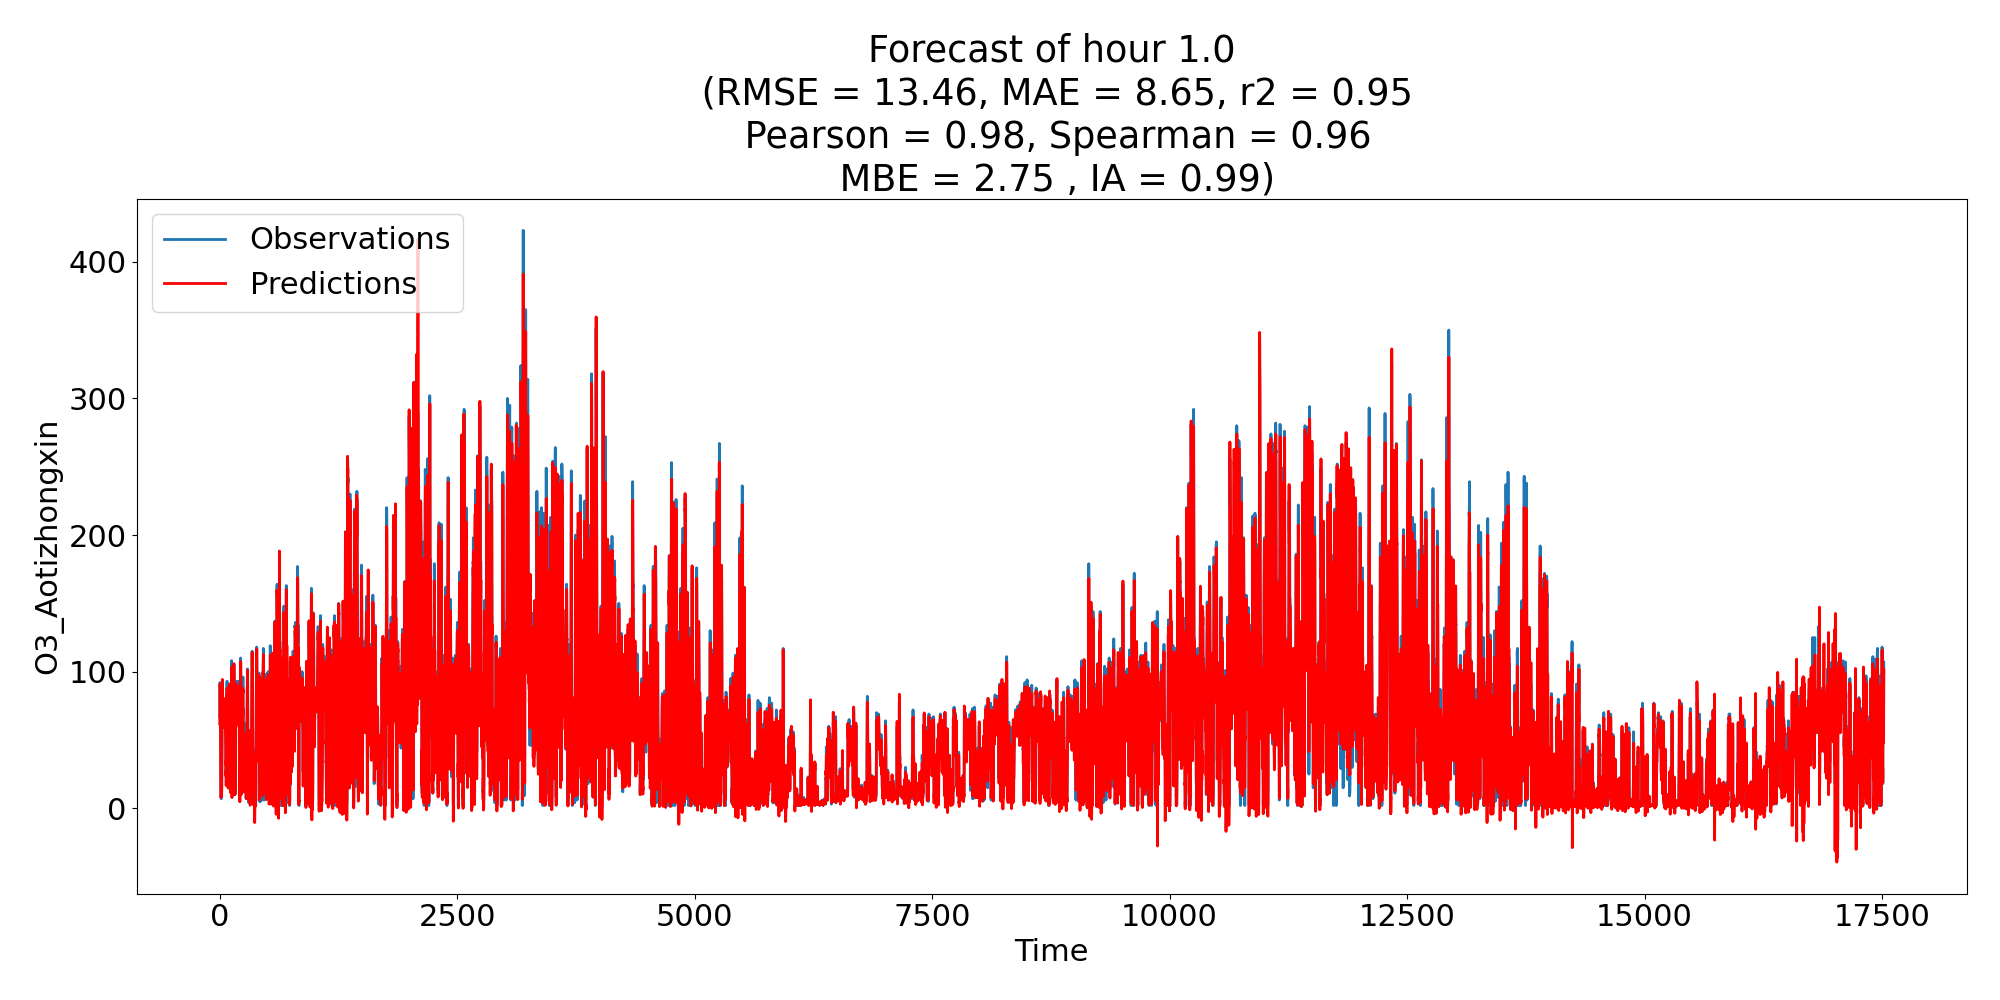 Forecast of hour 1.0
(RMSE = 13.46, MAE = 8.65, r2 = 0.95
Pearson = 0.98, Spearman = 0.96
MBE = 2.75 , IA = 0.99)
Observations
Predictions
400
300
200
100
0
O3_Aotizhongxin
0 2500 5000 7500 10000 12500 15000 17500
Time